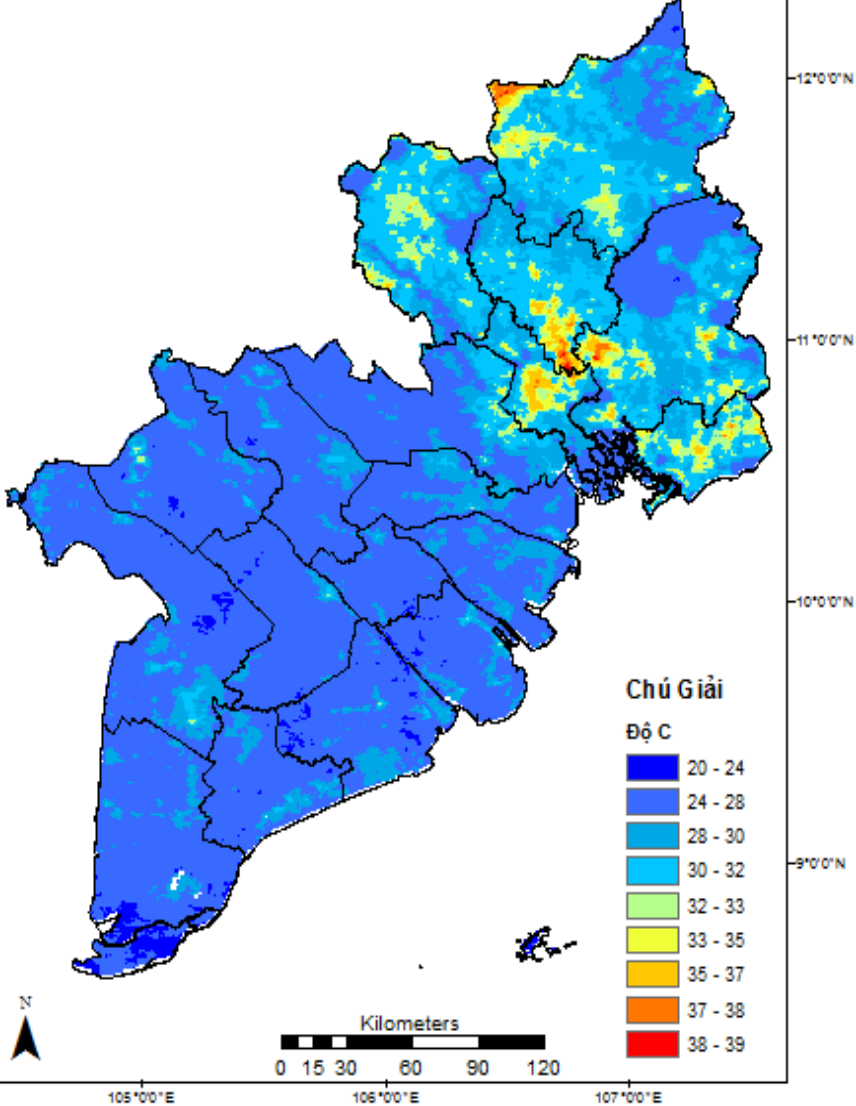 12°0'0"N
11°0'0"N
10°0'0"N
9°0'0"N
Chú Giải
Độ C
20 - 24
24 - 28
28 - 30
30 - 32
32 - 33
33 - 35
35 - 37
37 - 38
38 - 39
N
Kilometers
0 15 30 60 90 120
105°0'0"E 106°0'0"E 107°0'0"E